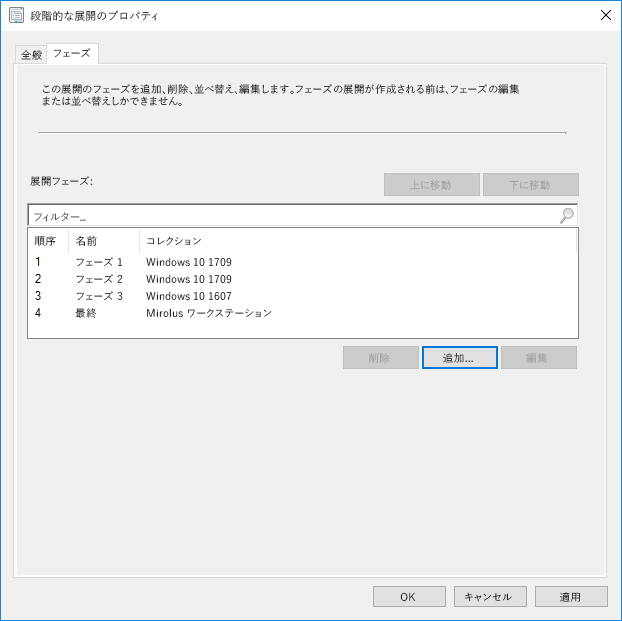 段階的な展開のプロパティ
全般 フェーズ
この展開のフェーズを追加、削除、並べ替え、編集します。フェーズの展開が作成される前は、フェーズの編集
または並べ替えしかできません。
展開フェーズ: 上に移動 下に移動
フィルター...
順序 名前 コレクション
1 フェーズ 1 Windows 10 1709
2 フェーズ 2 Windows 10 1709
3 フェーズ 3 Windows 10 1607
4 最終 Mirolus ワークステーション
削除 追加... 編集
OK キャンセル 適用